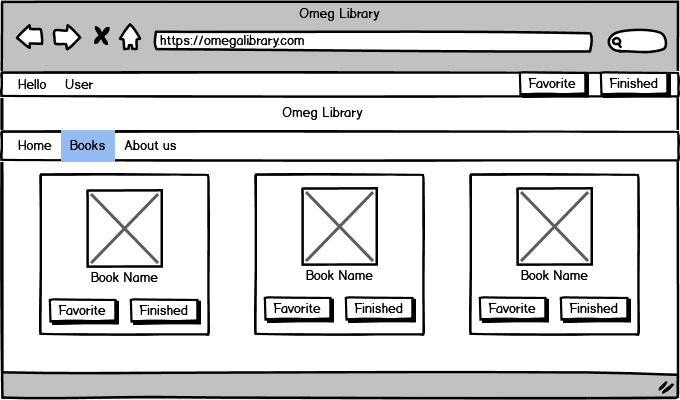 Omeg Library
https://omegalibrary.com
Hello User Favorite Finished
Omeg Library
Home Books About us
Book Name Book Name Book Name
Favorite Finished Favorite Finished Favorite Finished